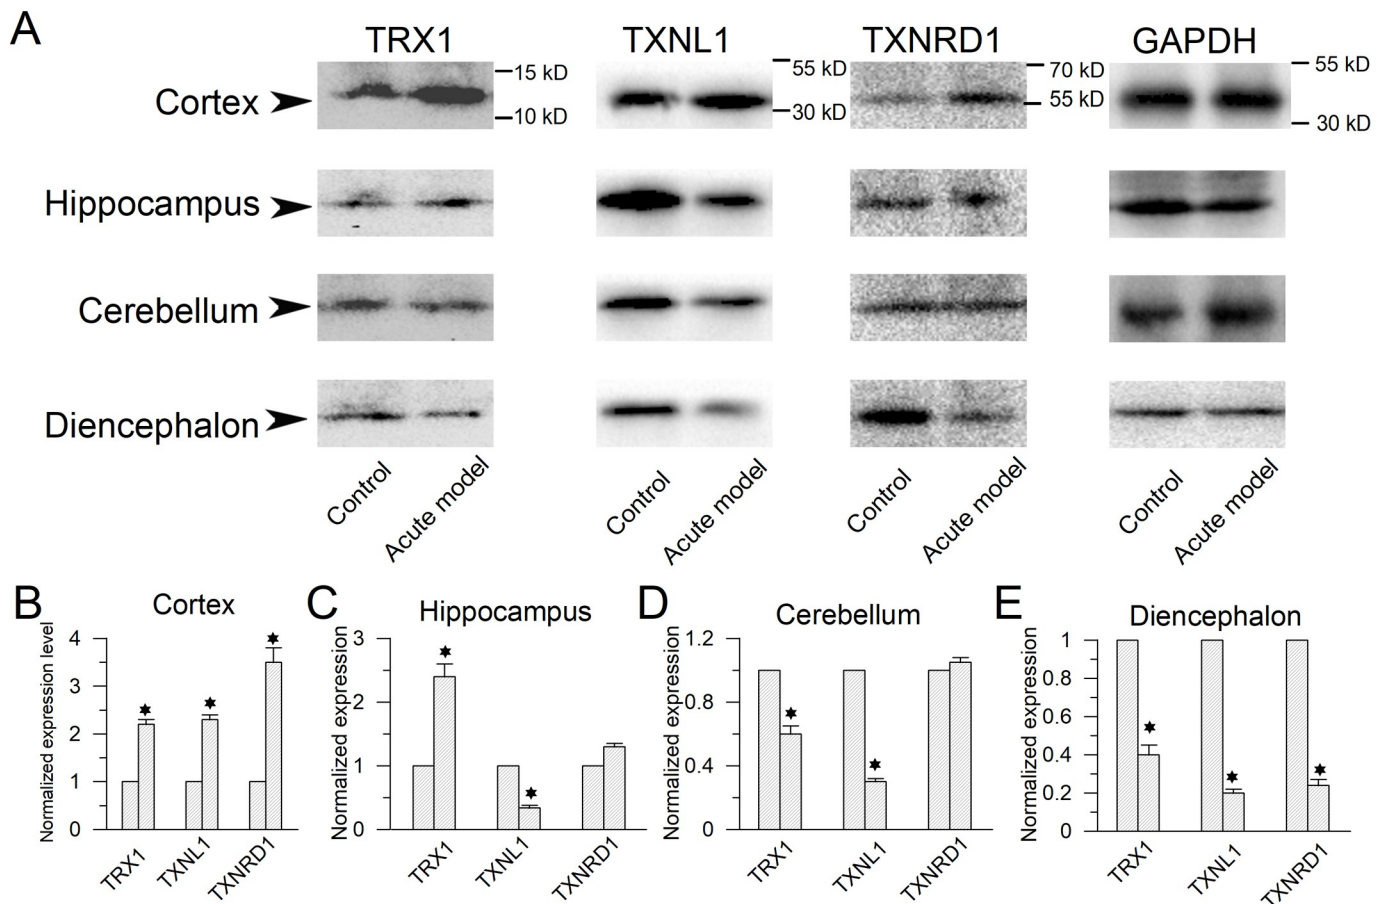 A
TRX1 TXNL1 TXNRD1 GAPDH
Cortex
15 kD
10 kD
55 kD
30 kD
70 kD
55 kD
55 kD
30 kD
Hippocampus
Cerebellum
Diencephalon
Control Acute model Control Acute model Control Acute model Control Acute model
B
Cortex
Normalized expression level
4
3
2
1
0
TRX1 TXNL1 TXNRD1
C
Hippocampus
Normalized expression
3
2
1
0
TRX1 TXNL1 TXNRD1
D
Cerebellum
Normalized expression
1.2
0.8
0.4
0
TRX1 TXNL1 TXNRD1
E
Diencephalon
Normalized expression
1
0.8
0.6
0.4
0.2
0
TRX1 TXNL1 TXNRD1